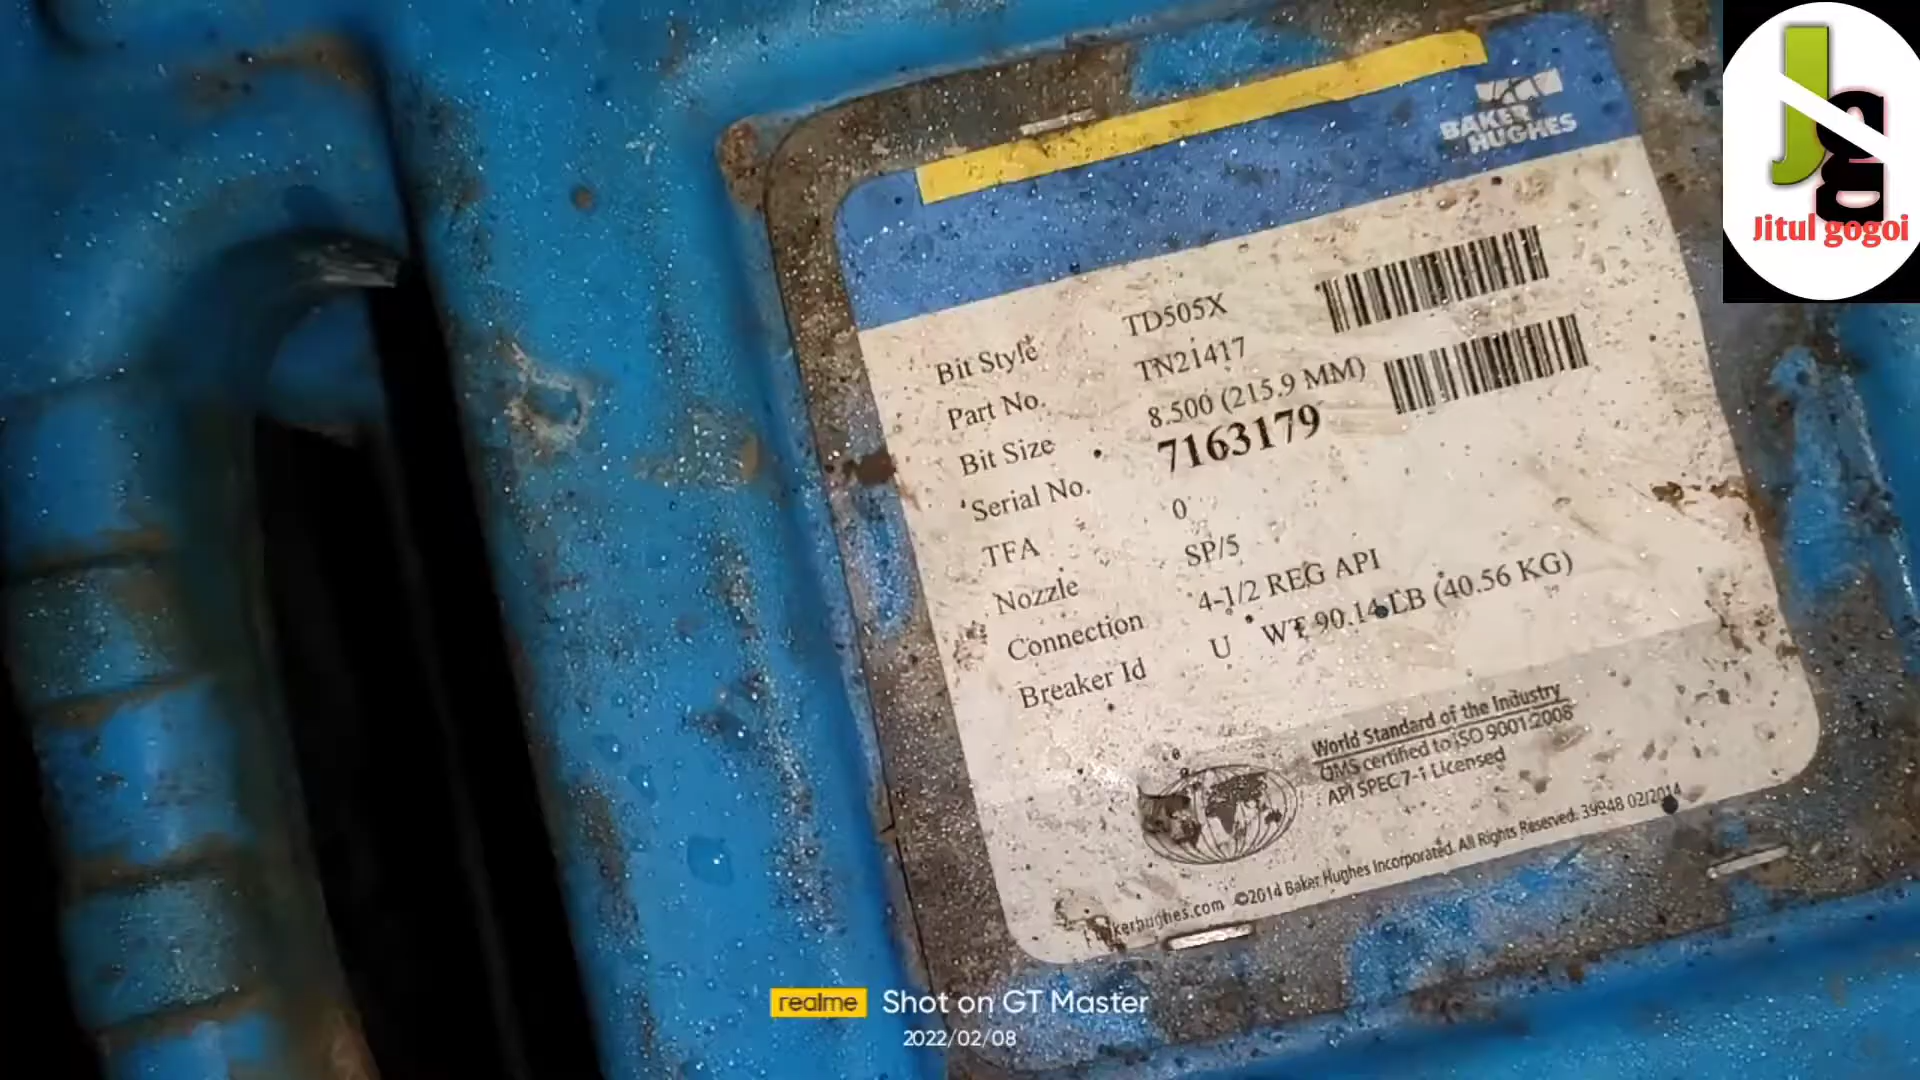 BAKER
HUGHES
Jitul gogoi
Bit Style TD505X
Part No. TN21417
Bit Size 8.500 (215.9 MM)
Serial No. 7163179
TFA 0
Nozzle SP/5
Connection 4-1/2 REG API
Breaker Id U WT 90.14 LB (40.56 KG)
World Standard of the Industry
QMS certified to ISO 9001:2008
API SPEC 7-1 Licensed
©2014 Baker Hughes Incorporated. All Rights Reserved. 39948 02/2014
realme Shot on GT Master
2022/02/08